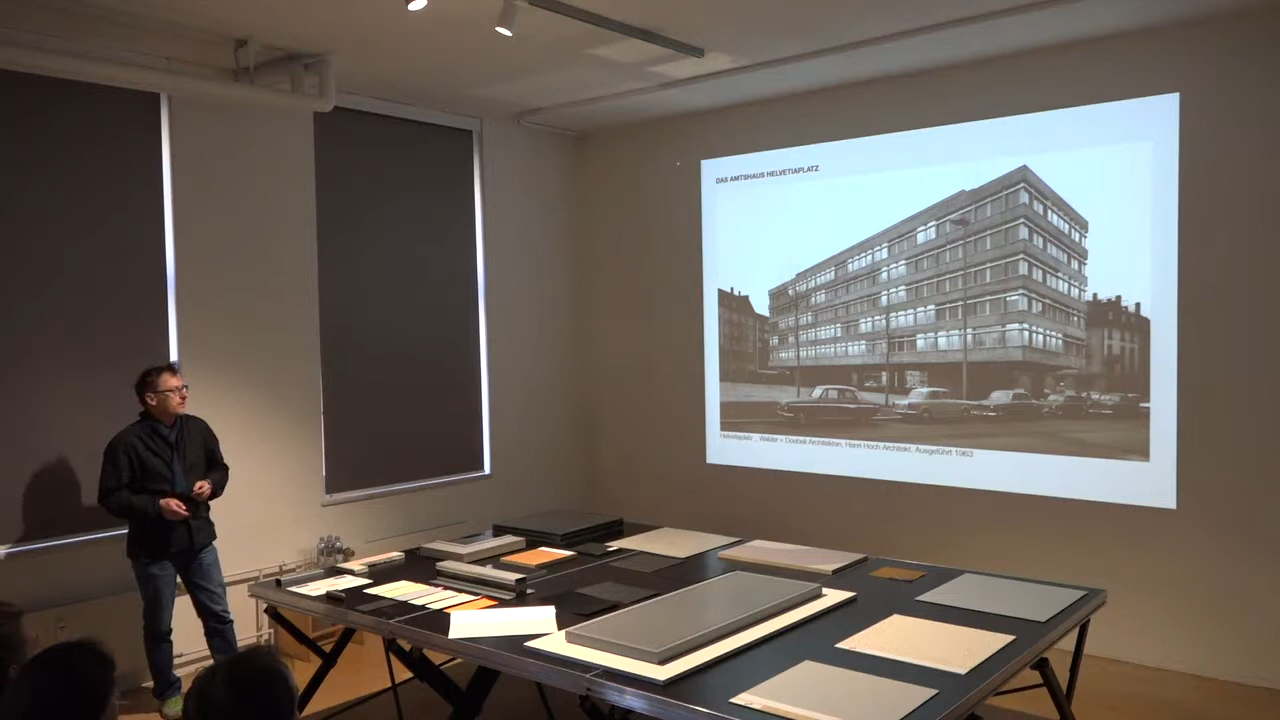 DAS AMTSHAUS HELVETIAPLATZ
Helvetiaplatz , Walder + Doebeli Architekten, Henri Hoch Architekt, Ausgeführt 1963